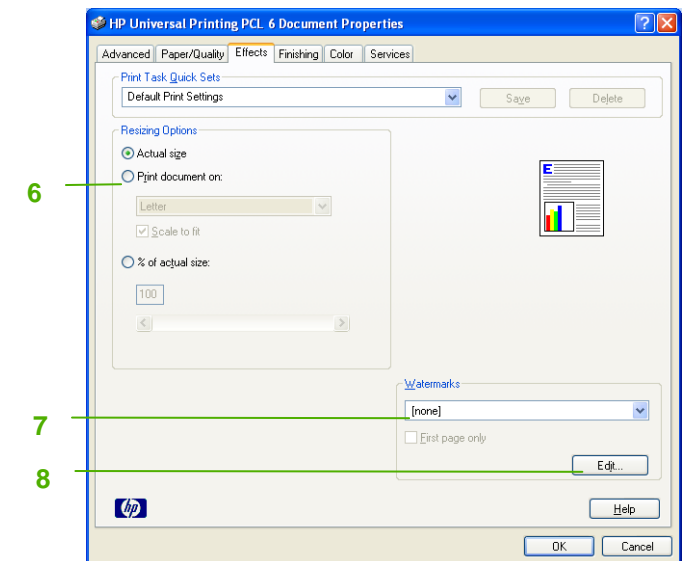 HP Universal Printing PCL 6 Document Properties
Advanced Paper/Quality Effects Finishing Color Services
Print Task Quick Sets
Default Print Settings Save Delete
Resizing Options
Actual size
6 Print document on:
Letter
Scale to fit
% of actual size:
100
E
Watermarks
7 [none]
First page only
8 Edit...
hp Help
OK Cancel